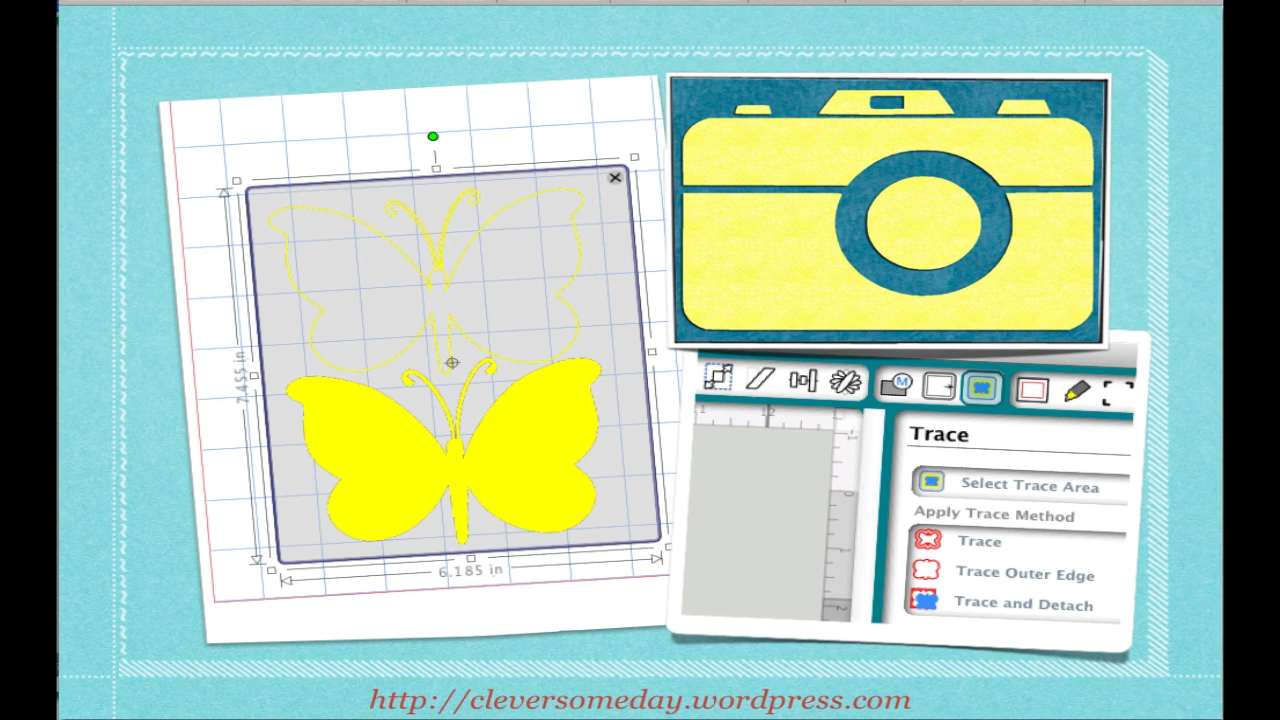 7.455 in
6.185 in
M
12
Trace
Select Trace Area
Apply Trace Method
Trace
Trace Outer Edge
Trace and Detach
http://cleversomeday.wordpress.com